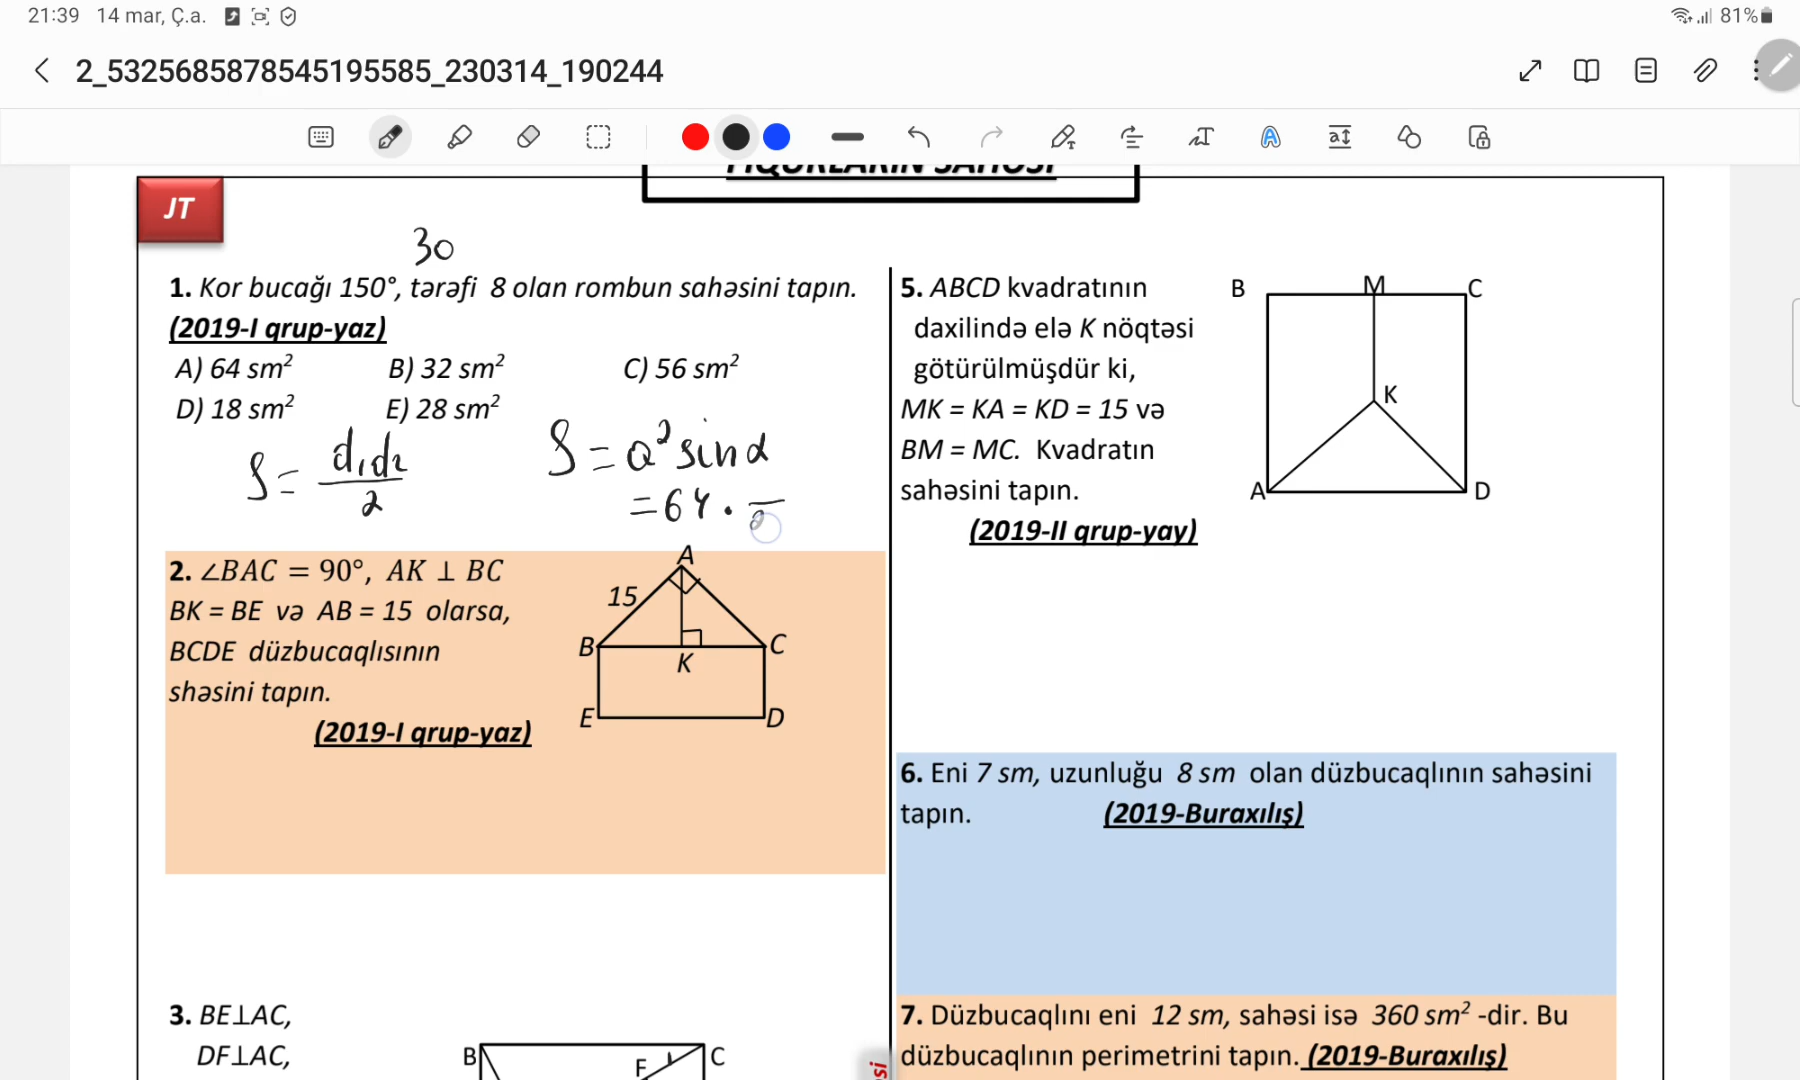 21:39 14 mar, Ç.a. 81%
2_5325685878545195585_230314_190244
JT
30
1. Kor bucağı 150°, tərəfi 8 olan rombun sahəsini tapın.
(2019-I qrup-yaz)
A) 64 sm² B) 32 sm² C) 56 sm²
D) 18 sm² E) 28 sm²
S = d₁d₂/2
S = a² sin α
= 64 .
2. ∠BAC = 90°, AK ⊥ BC
BK = BE və AB = 15 olarsa,
BCDE düzbucaqlısının
shəsini tapın.
(2019-I qrup-yaz)
A
15
B C
K
E D
3. BE⊥AC,
DF⊥AC,
B F C
5. ABCD kvadratının
daxilində elə K nöqtəsi
götürülmüşdür ki,
MK = KA = KD = 15 və
BM = MC. Kvadratın
sahəsini tapın.
(2019-II qrup-yay)
B M C
K
A D
6. Eni 7 sm, uzunluğu 8 sm olan düzbucaqlının sahəsini
tapın. (2019-Buraxılış)
7. Düzbucaqlını eni 12 sm, sahəsi isə 360 sm² -dir. Bu
düzbucaqlının perimetrini tapın. (2019-Buraxılış)